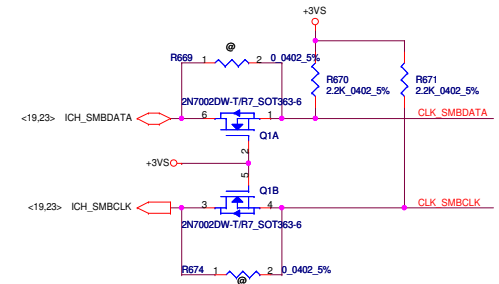 +3VS
R669 1 @ 2 0_0402_5%
R670
2.2K_0402_5%
R671
2.2K_0402_5%
2N7002DW-T/R7_SOT363-6
<19,23> ICH_SMBDATA 6 1 CLK_SMBDATA
Q1A
2
+3VS
5
Q1B
<19,23> ICH_SMBCLK 3 4 CLK_SMBCLK
2N7002DW-T/R7_SOT363-6
R674 1 2 0_0402_5%
@